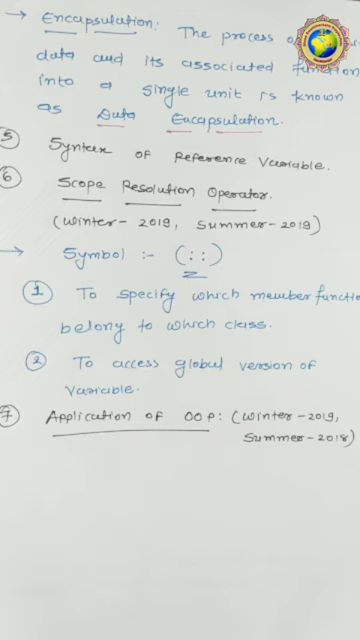 → Encapsulation: The process o
data and its associated function
into a single unit is known
as Data Encapsulation.
5 Syntax of Reference Variable.
6 Scope Resolution Operator.
(Winter-2019, Summer-2019)
→ Symbol :- (::)
1 To specify which member functio
belong to which class.
2 To access global version of
Variable.
7 Application of OOP: (Winter-2019,
Summer-2018)